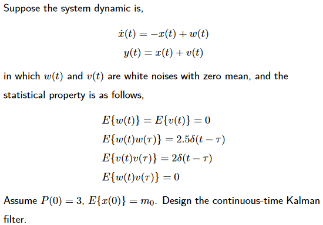 Suppose the system dynamic is,
ẋ(t) = −x(t) + w(t)
y(t) = x(t) + v(t)
in which w(t) and v(t) are white noises with zero mean, and the
statistical property is as follows,
E{w(t)} = E{v(t)} = 0
E{w(t)w(τ)} = 2.5δ(t − τ)
E{v(t)v(τ)} = 2δ(t − τ)
E{w(t)v(τ)} = 0
Assume P(0) = 3, E{x(0)} = m₀. Design the continuous-time Kalman
filter.